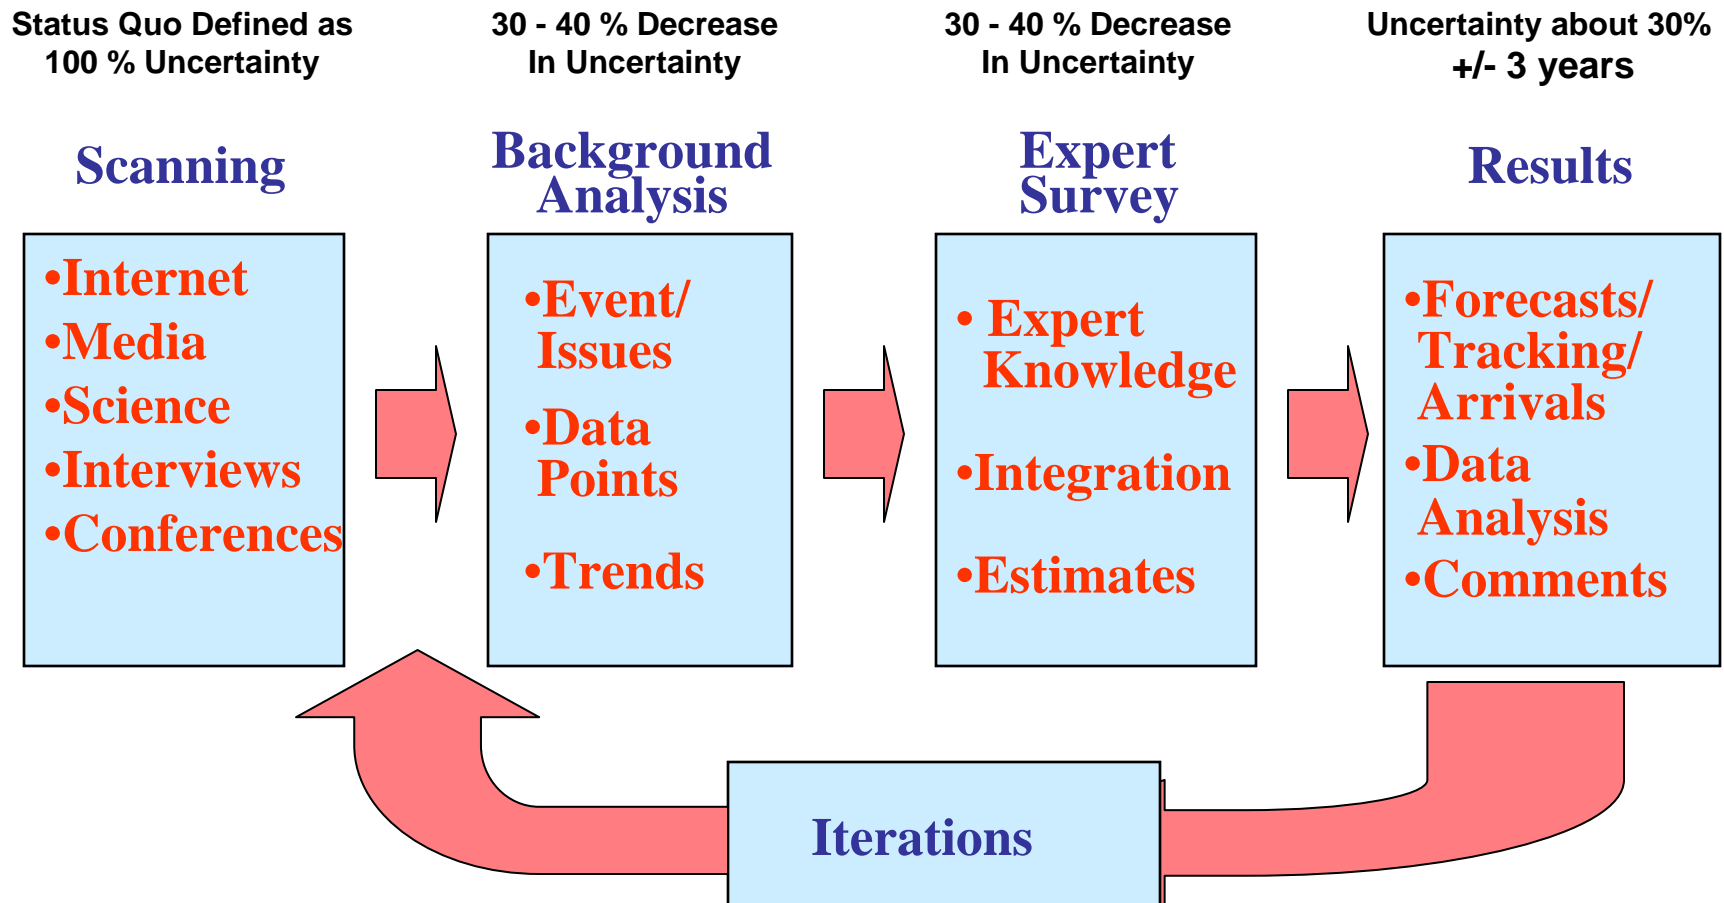 Status Quo Defined as
100 % Uncertainty
30 - 40 % Decrease
In Uncertainty
30 - 40 % Decrease
In Uncertainty
Uncertainty about 30%
+/- 3 years
Scanning
Background
Analysis
Expert
Survey
Results
•Internet
•Media
•Science
•Interviews
•Conferences
•Event/
Issues
•Data
Points
•Trends
• Expert
Knowledge
•Integration
•Estimates
•Forecasts/
Tracking/
Arrivals
•Data
Analysis
•Comments
Iterations